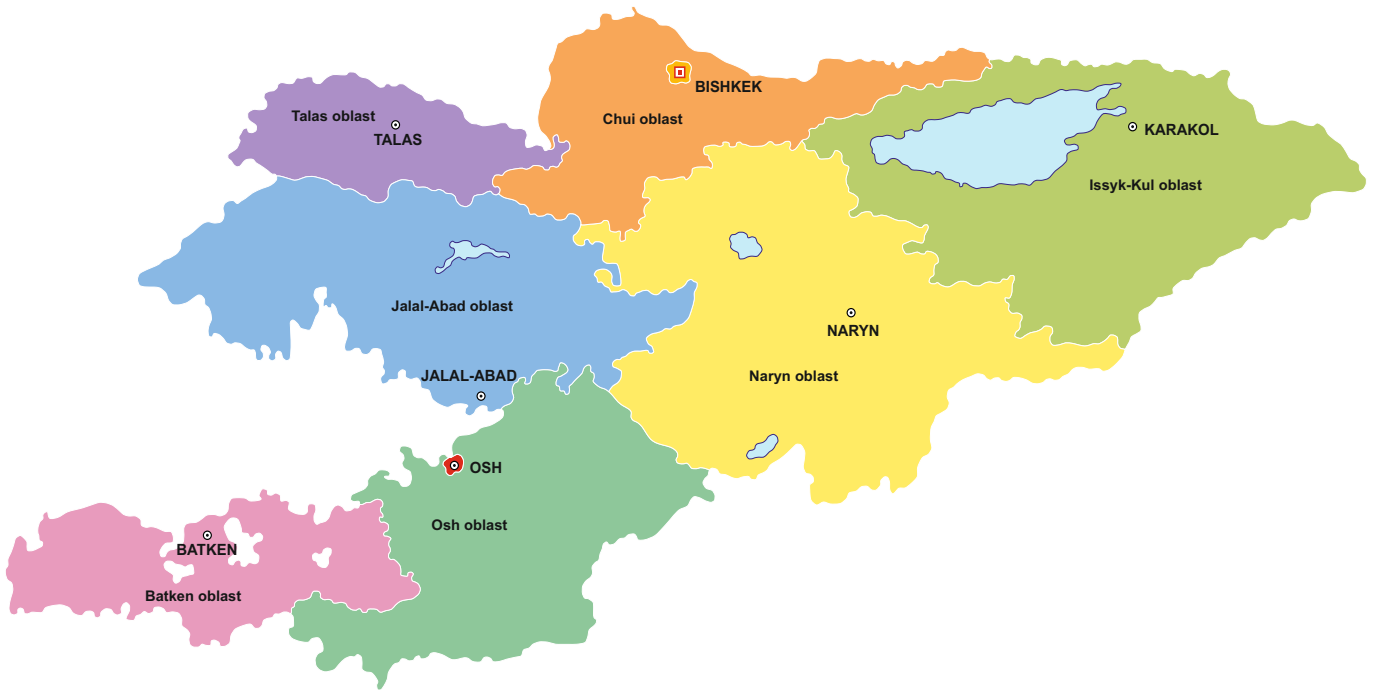 BISHKEK
Talas oblast
Chui oblast
TALAS
KARAKOL
Issyk-Kul oblast
Jalal-Abad oblast
NARYN
JALAL-ABAD
Naryn oblast
OSH
Osh oblast
BATKEN
Batken oblast